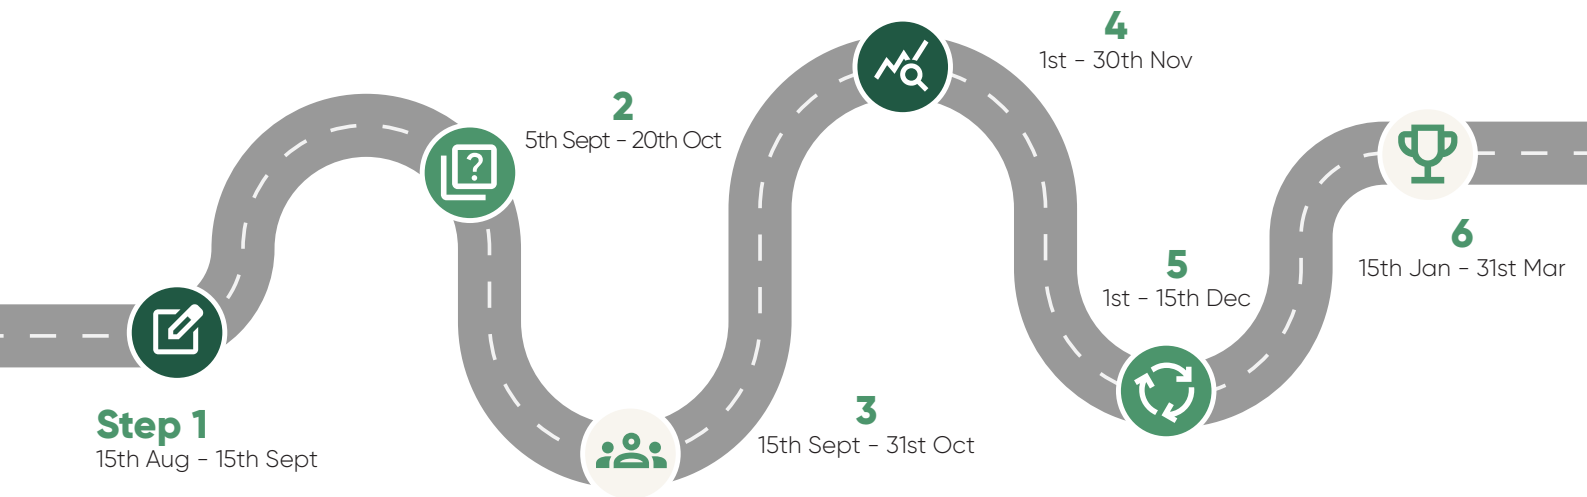 Step 1
15th Aug - 15th Sept
2
5th Sept - 20th Oct
3
15th Sept - 31st Oct
4
1st - 30th Nov
5
1st - 15th Dec
6
15th Jan - 31st Mar
?